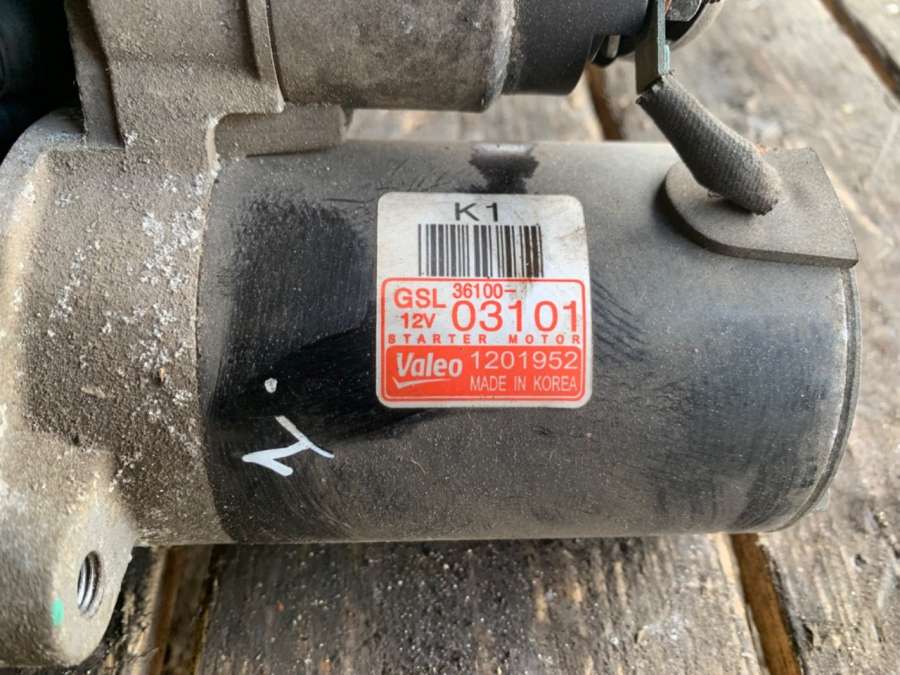 K1
GSL 36100-
12V 03101
STARTER MOTOR
Valeo 1201952
MADE IN KOREA